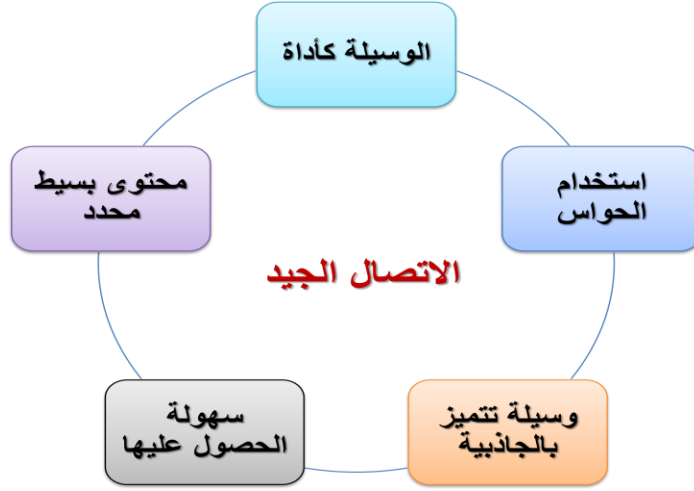 الوسيلة كأداة
استخدام
الحواس
محتوى بسيط
محدد
الاتصال الجيد
وسيلة تتميز
بالجاذبية
سهولة
الحصول عليها